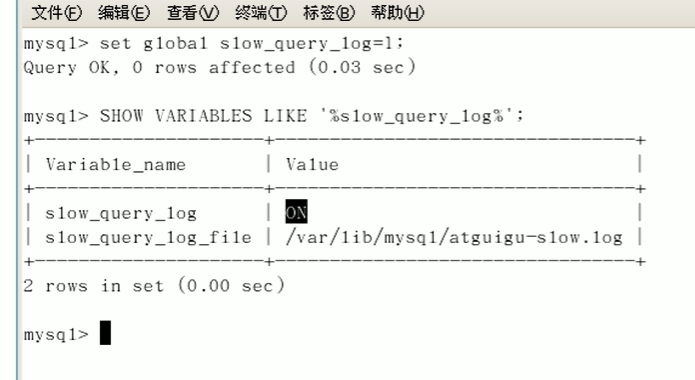 文件(F) 编辑(E) 查看(V) 终端(T) 标签(B) 帮助(H)
mysql> set global slow_query_log=1;
Query OK, 0 rows affected (0.03 sec)
mysql> SHOW VARIABLES LIKE '%slow_query_log%';
+---------------------+---------------------------------+
| Variable_name       | Value                           |
+---------------------+---------------------------------+
| slow_query_log      | ON                              |
| slow_query_log_file | /var/lib/mysql/atguigu-slow.log |
+---------------------+---------------------------------+
2 rows in set (0.00 sec)
mysql>